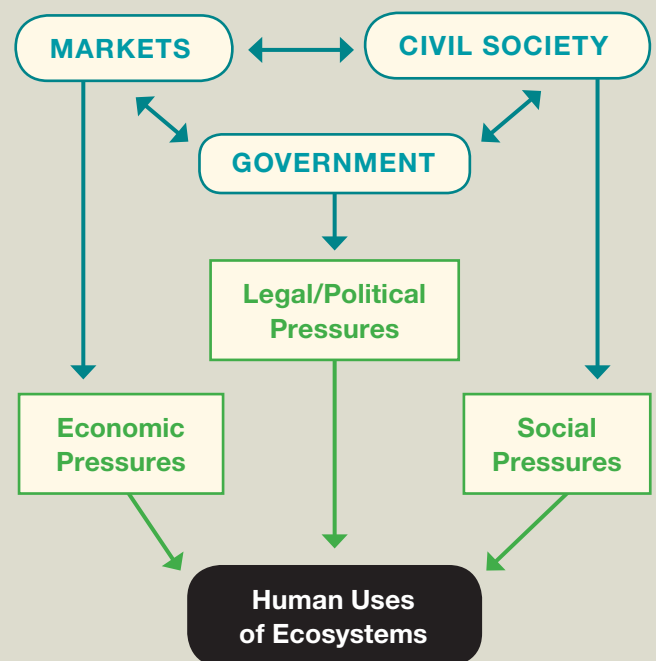 MARKETS
CIVIL SOCIETY
GOVERNMENT
Legal/Political
Pressures
Economic
Pressures
Social
Pressures
Human Uses
of Ecosystems